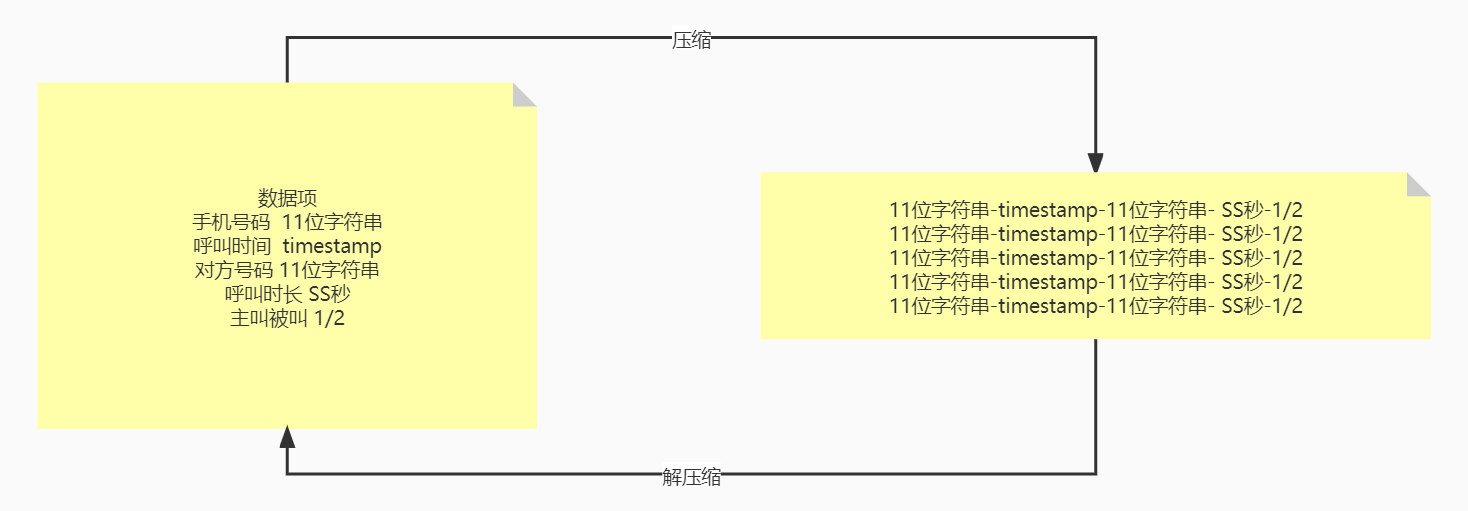 压缩
数据项
手机号码  11位字符串
呼叫时间  timestamp
对方号码 11位字符串
呼叫时长 SS秒
主叫被叫 1/2
11位字符串-timestamp-11位字符串- SS秒-1/2
11位字符串-timestamp-11位字符串- SS秒-1/2
11位字符串-timestamp-11位字符串- SS秒-1/2
11位字符串-timestamp-11位字符串- SS秒-1/2
11位字符串-timestamp-11位字符串- SS秒-1/2
解压缩